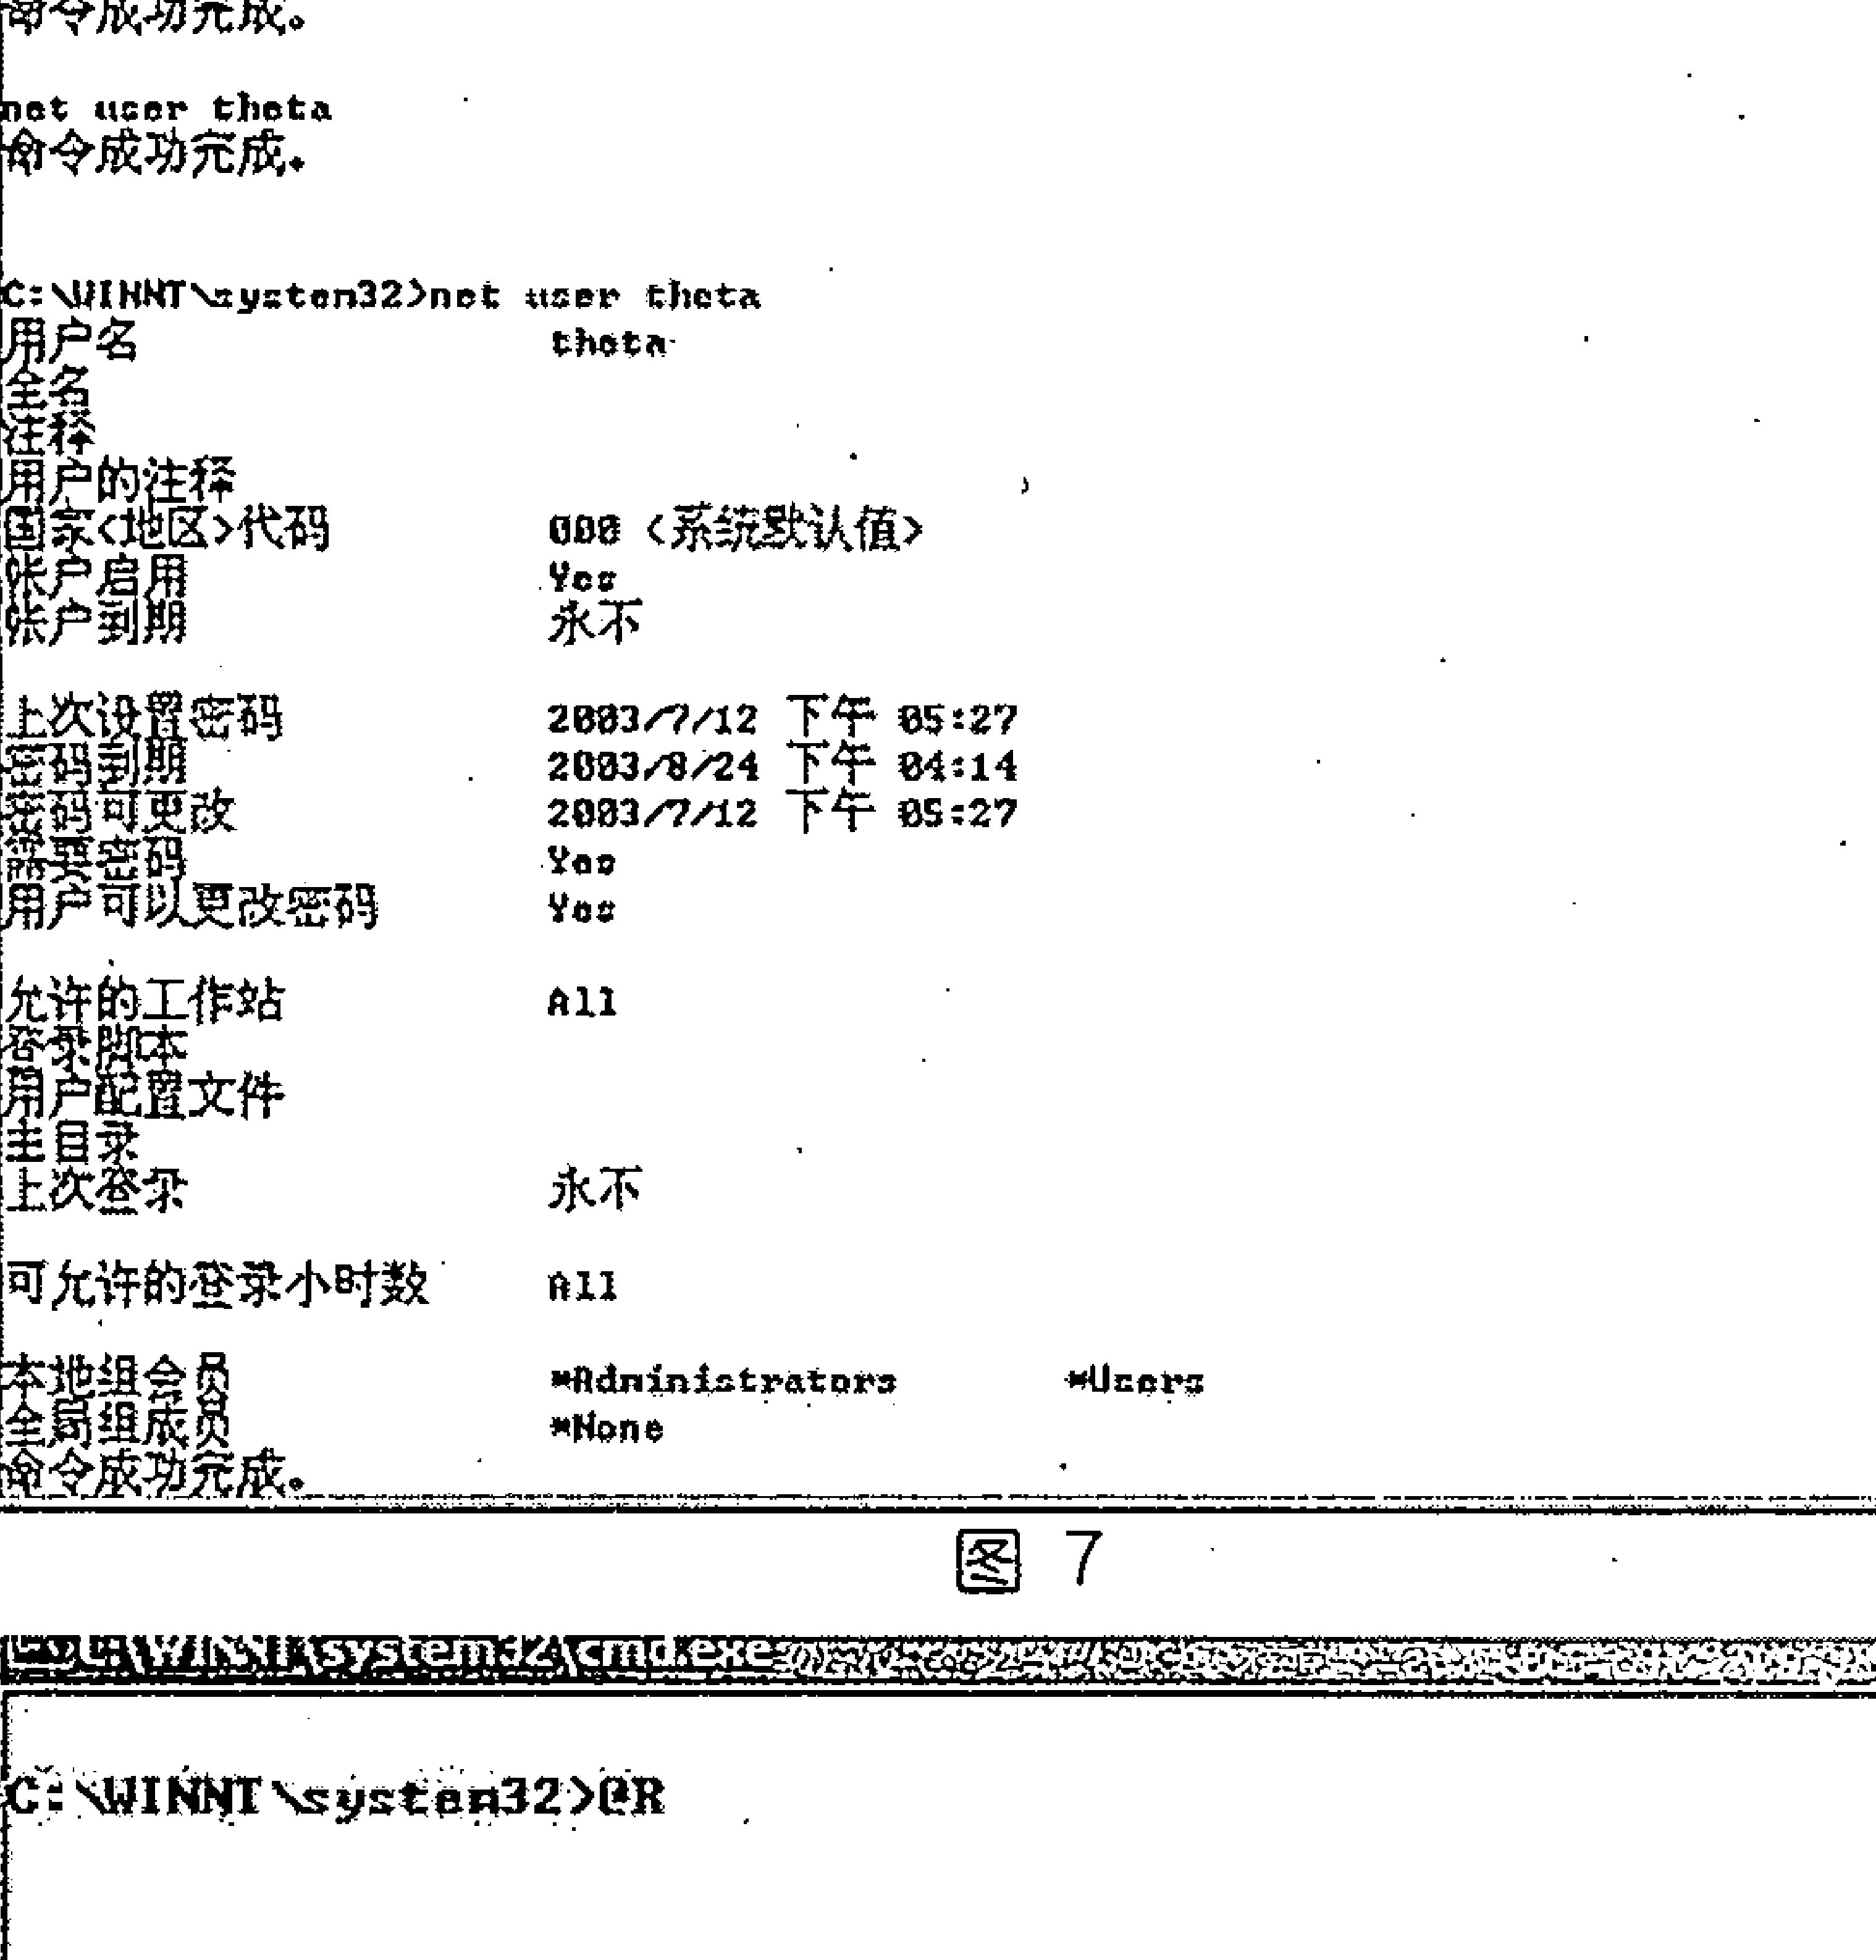 命令成功完成。
net user theta
命令成功完成。
C:\WINNT\system32>net user theta
用户名 theta
全名
注释
用户的注释
国家<地区>代码 000 <系统默认值>
帐户启用 Yes
帐户到期 永不
上次设置密码 2003/7/12 下午 05:27
密码到期 2003/8/24 下午 04:14
密码可更改 2003/7/12 下午 05:27
需要密码 Yes
用户可以更改密码 Yes
允许的工作站 All
登录脚本
用户配置文件
主目录
上次登录 永不
可允许的登录小时数 All
本地组会员 *Administrators *Users
全局组成员 *None
命令成功完成。
图 7
C:\WINNT\system32\cmd.exe
C:\WINNT\system32>@R